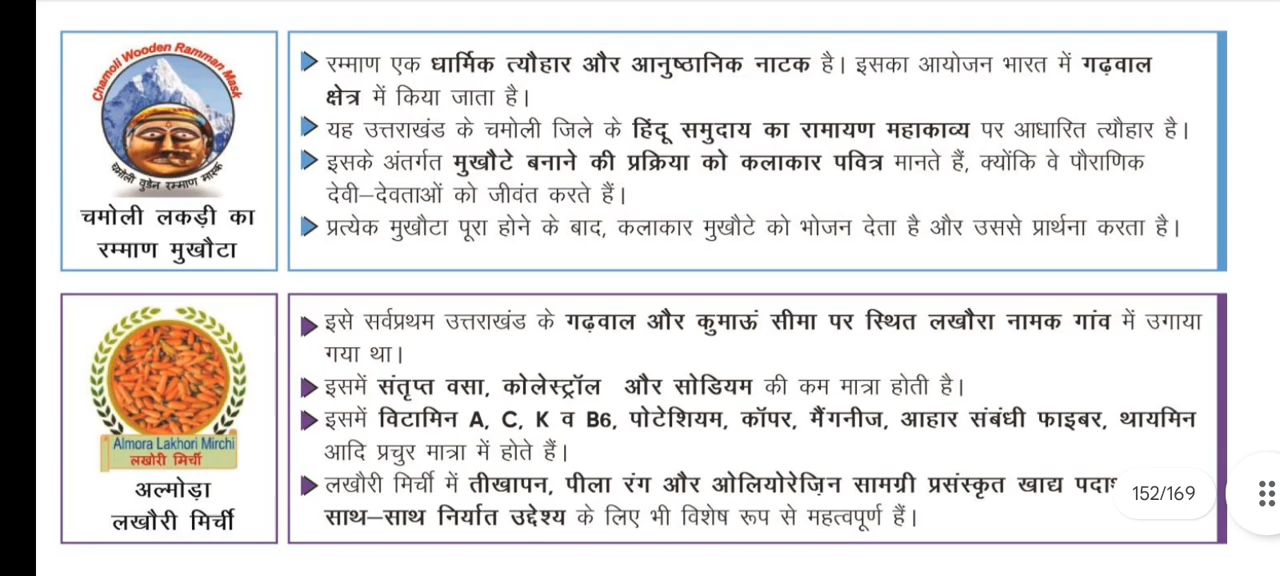 Chamoli Wooden Ramman Mask
चमोली वुडेन रम्माण मास्क
चमोली लकड़ी का
रम्माण मुखौटा
रम्माण एक धार्मिक त्यौहार और आनुष्ठानिक नाटक है। इसका आयोजन भारत में गढ़वाल
क्षेत्र में किया जाता है।
यह उत्तराखंड के चमोली जिले के हिंदू समुदाय का रामायण महाकाव्य पर आधारित त्यौहार है।
इसके अंतर्गत मुखौटे बनाने की प्रक्रिया को कलाकार पवित्र मानते हैं, क्योंकि वे पौराणिक
देवी–देवताओं को जीवंत करते हैं।
प्रत्येक मुखौटा पूरा होने के बाद, कलाकार मुखौटे को भोजन देता है और उससे प्रार्थना करता है।
Almora Lakhori Mirchi
लखोरी मिर्ची
अल्मोड़ा
लखौरी मिर्ची
इसे सर्वप्रथम उत्तराखंड के गढ़वाल और कुमाऊं सीमा पर स्थित लखौरा नामक गांव में उगाया
गया था।
इसमें संतृप्त वसा, कोलेस्ट्रॉल और सोडियम की कम मात्रा होती है।
इसमें विटामिन A, C, K व B6, पोटेशियम, कॉपर, मैंगनीज, आहार संबंधी फाइबर, थायमिन
आदि प्रचुर मात्रा में होते हैं।
लखौरी मिर्ची में तीखापन, पीला रंग और ओलियोरेज़िन सामग्री प्रसंस्कृत खाद्य
152/169
साथ–साथ निर्यात उद्देश्य के लिए भी विशेष रूप से महत्वपूर्ण हैं।